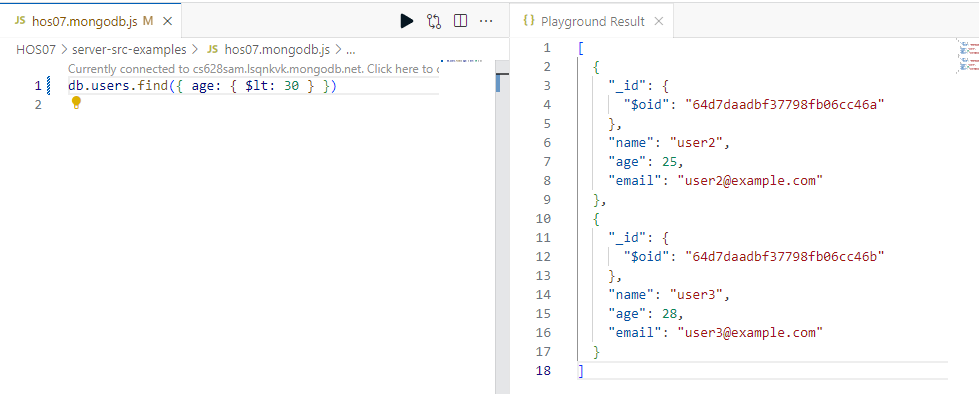 JS hos07.mongodb.js M
HOS07 > server-src-examples > JS hos07.mongodb.js > ...
Currently connected to cs628sam.lsqnkvk.mongodb.net. Click here to c
1 db.users.find({ age: { $lt: 30 } })
2
{} Playground Result
1 [
2 {
3 "_id": {
4 "$oid": "64d7daadbf37798fb06cc46a"
5 },
6 "name": "user2",
7 "age": 25,
8 "email": "user2@example.com"
9 },
10 {
11 "_id": {
12 "$oid": "64d7daadbf37798fb06cc46b"
13 },
14 "name": "user3",
15 "age": 28,
16 "email": "user3@example.com"
17 }
18 ]